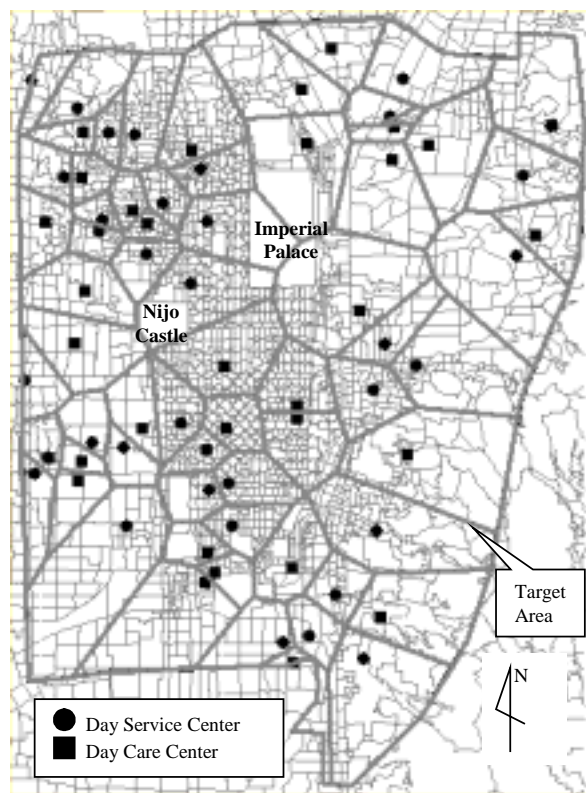 Imperial
Palace
Nijo
Castle
Target
Area
N
Day Service Center
Day Care Center